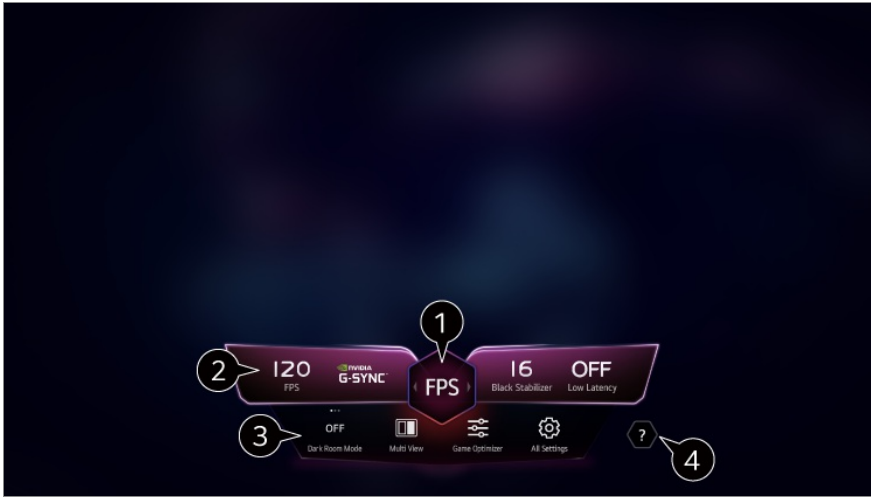 1
2
120
FPS
NVIDIA
G-SYNC
FPS
16
Black Stabilizer
OFF
Low Latency
3
OFF
Dark Room Mode
Multi View
Game Optimizer
All Settings
?
4